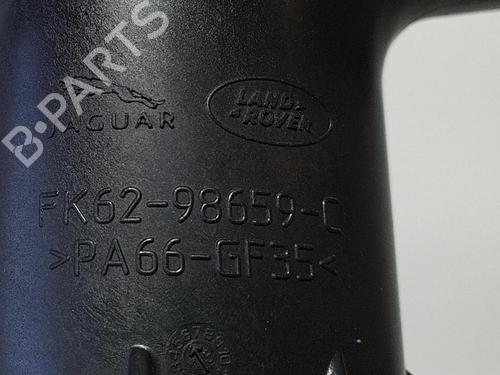 B-PARTS
JAGUAR
LAND-
ROVER
FK62-98659-C
>PA66-GF35<